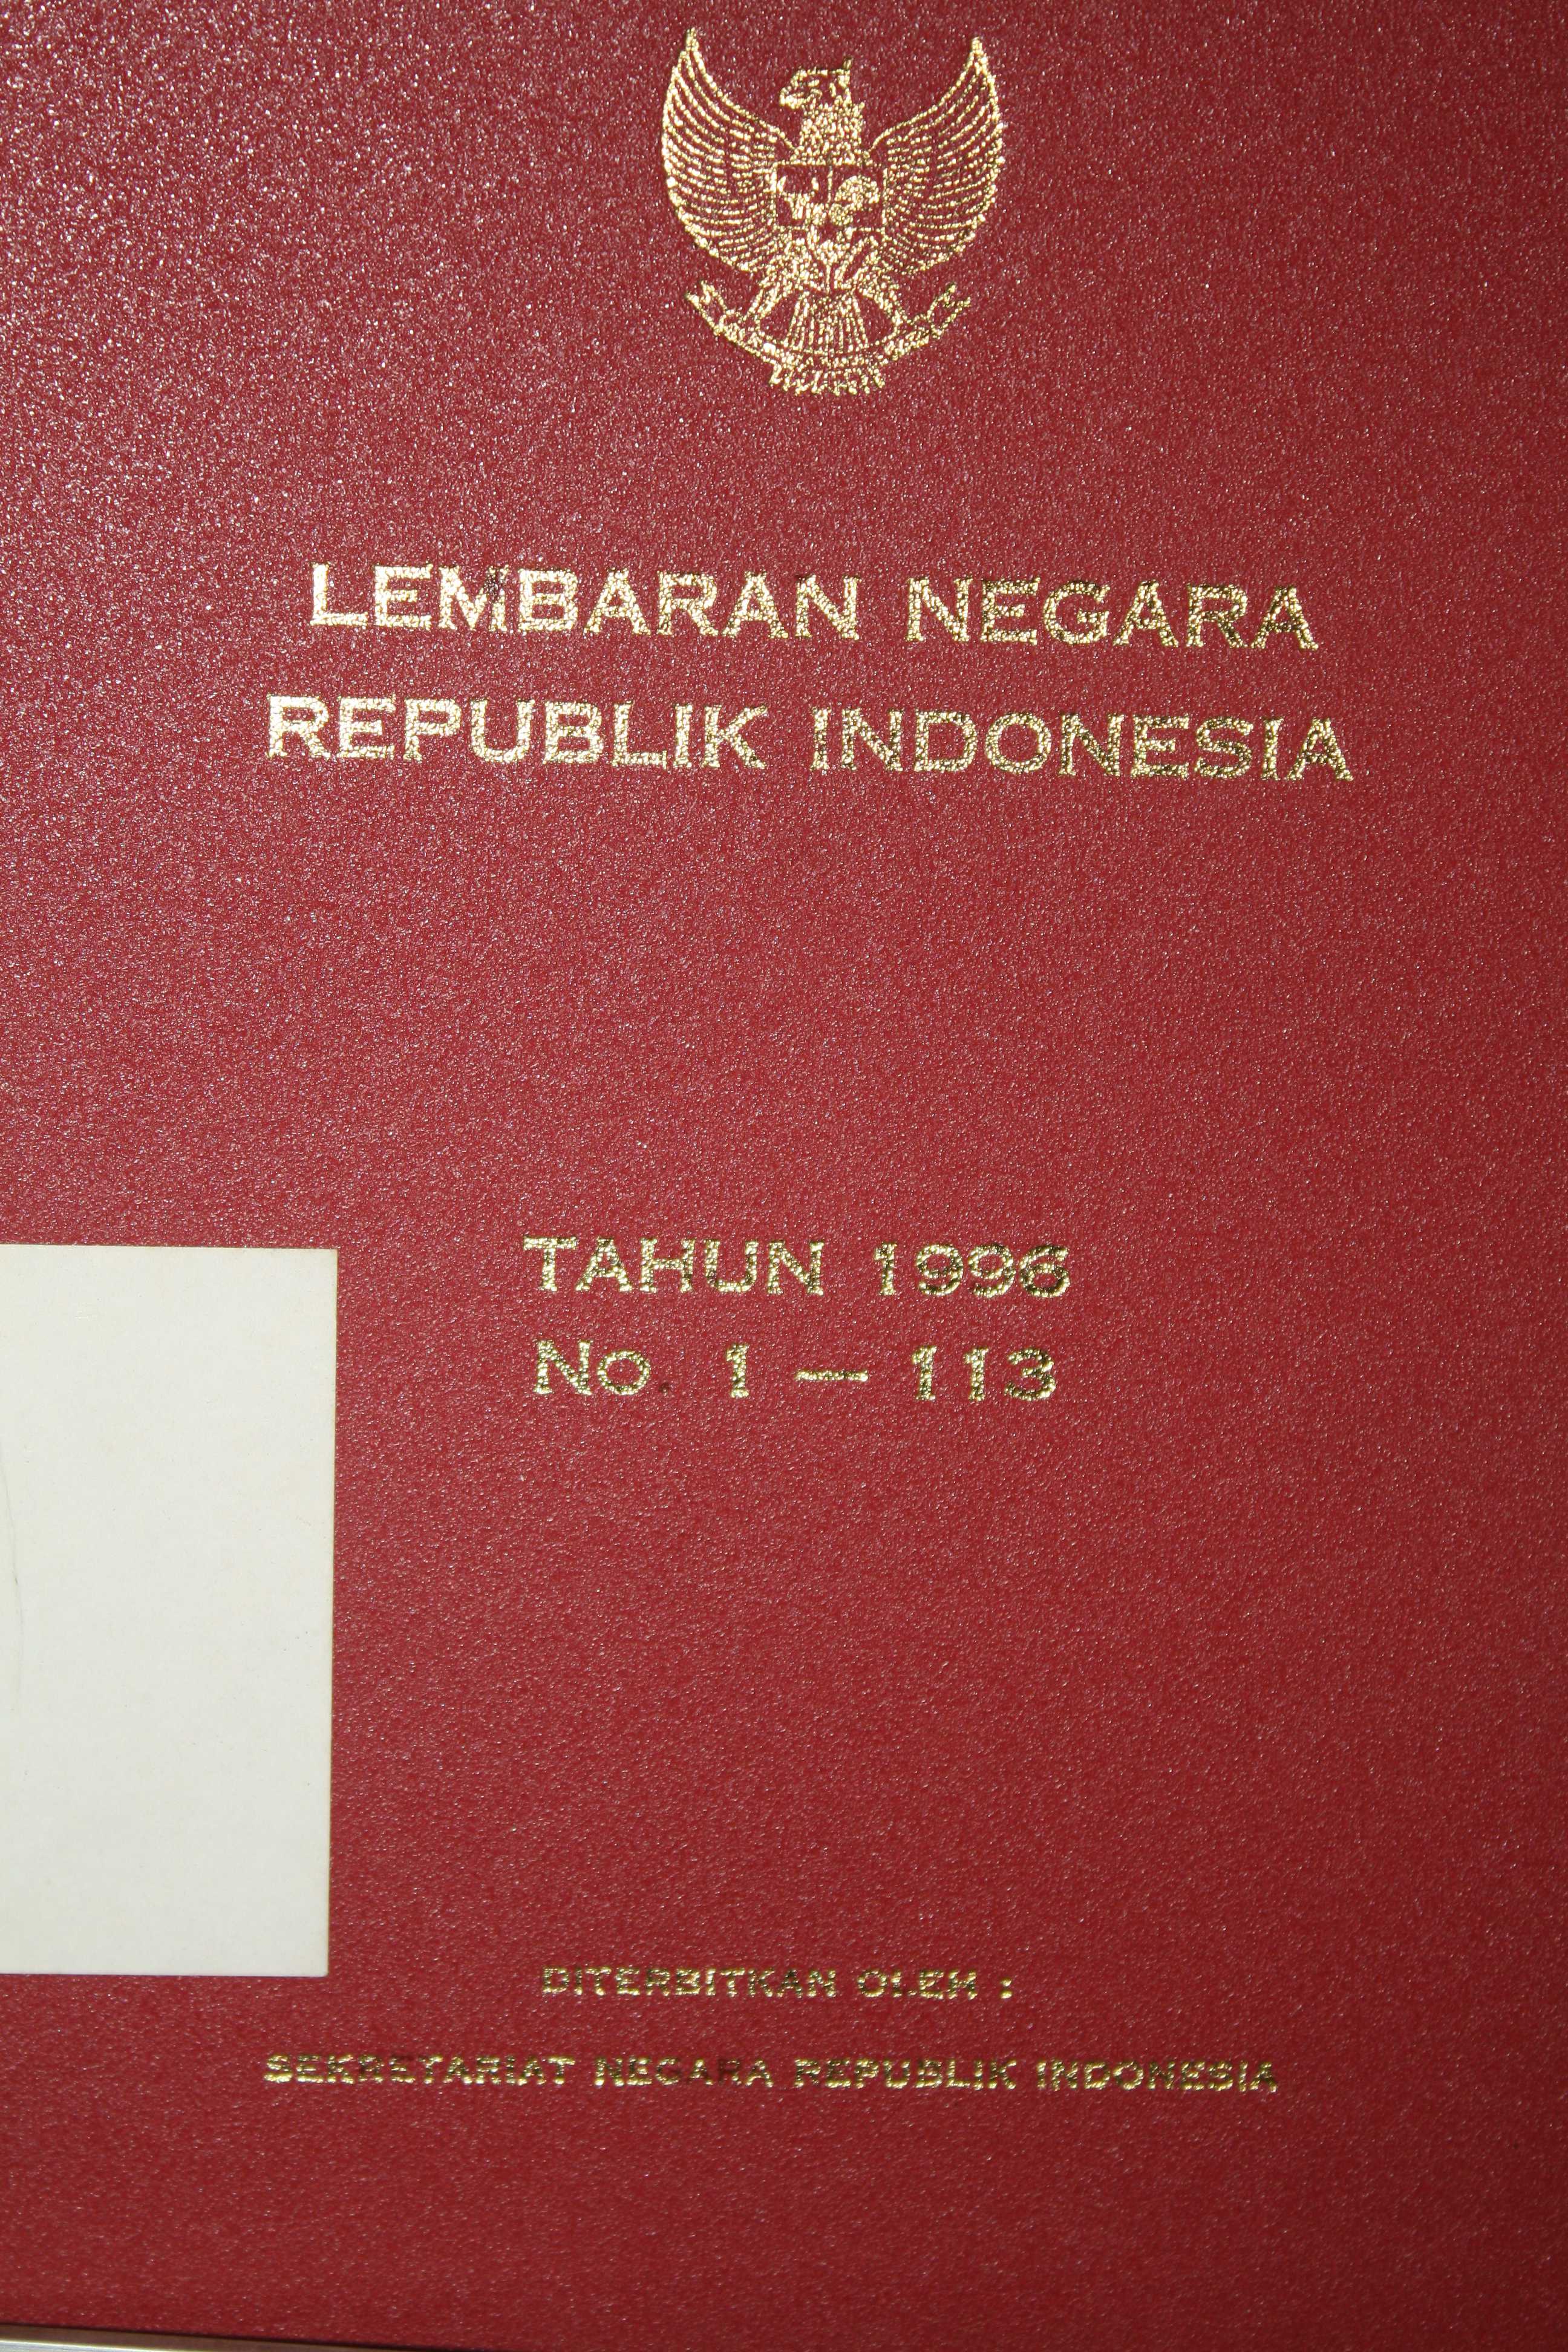 LEMBARAN NEGARA
REPUBLIK INDONESIA
TAHUN 1996
No. 1 — 113
DITERBITKAN OLEH :
SEKRETARIAT NEGARA REPUBLIK INDONESIA